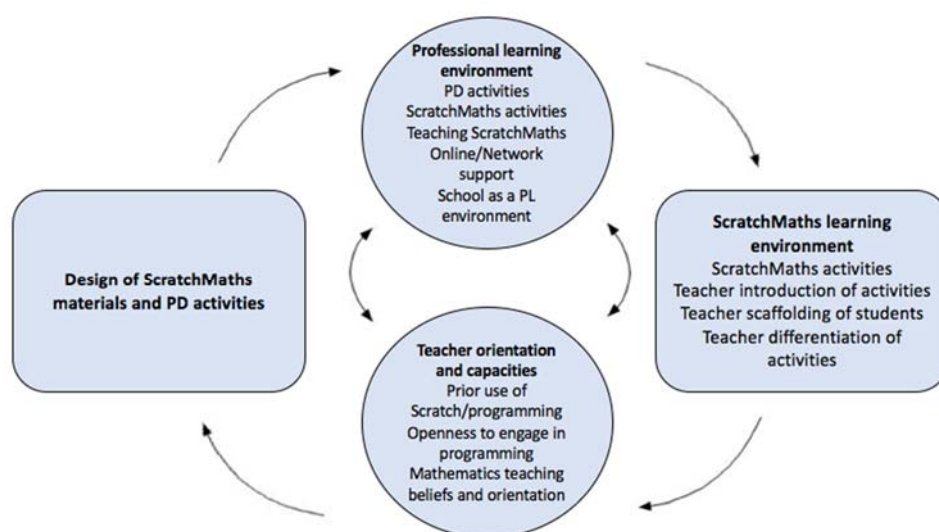 Professional learning
environment
PD activities
ScratchMaths activities
Teaching ScratchMaths
Online/Network
support
School as a PL
environment
Design of ScratchMaths
materials and PD activities
ScratchMaths learning
environment
ScratchMaths activities
Teacher introduction of activities
Teacher scaffolding of students
Teacher differentiation of
activities
Teacher orientation
and capacities
Prior use of
Scratch/programming
Openness to engage in
programming
Mathematics teaching
beliefs and orientation